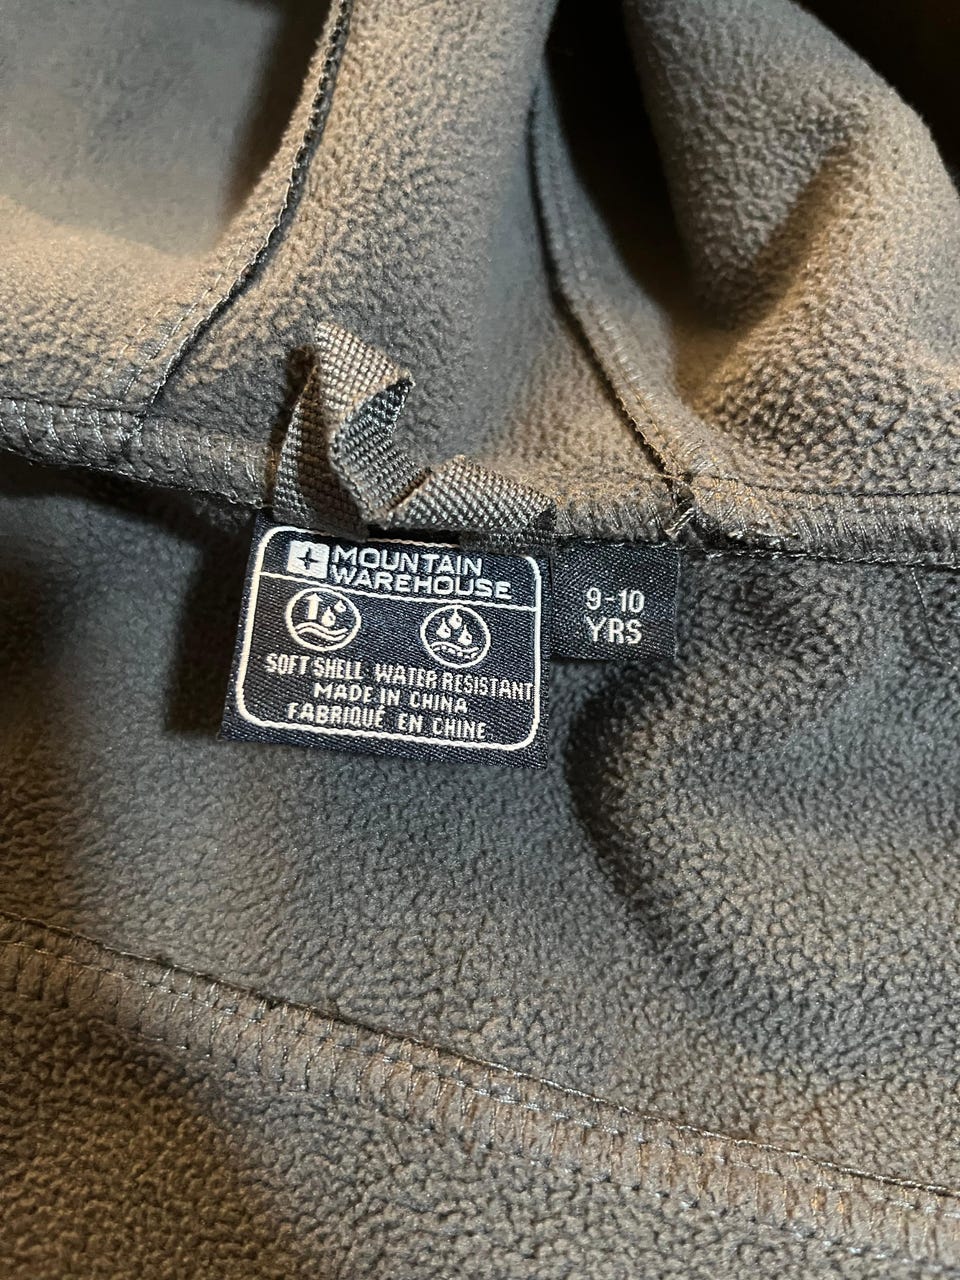 MOUNTAIN
WAREHOUSE
SOFT SHELL WATER RESISTANT
MADE IN CHINA
FABRIQUÉ EN CHINE
9-10
YRS